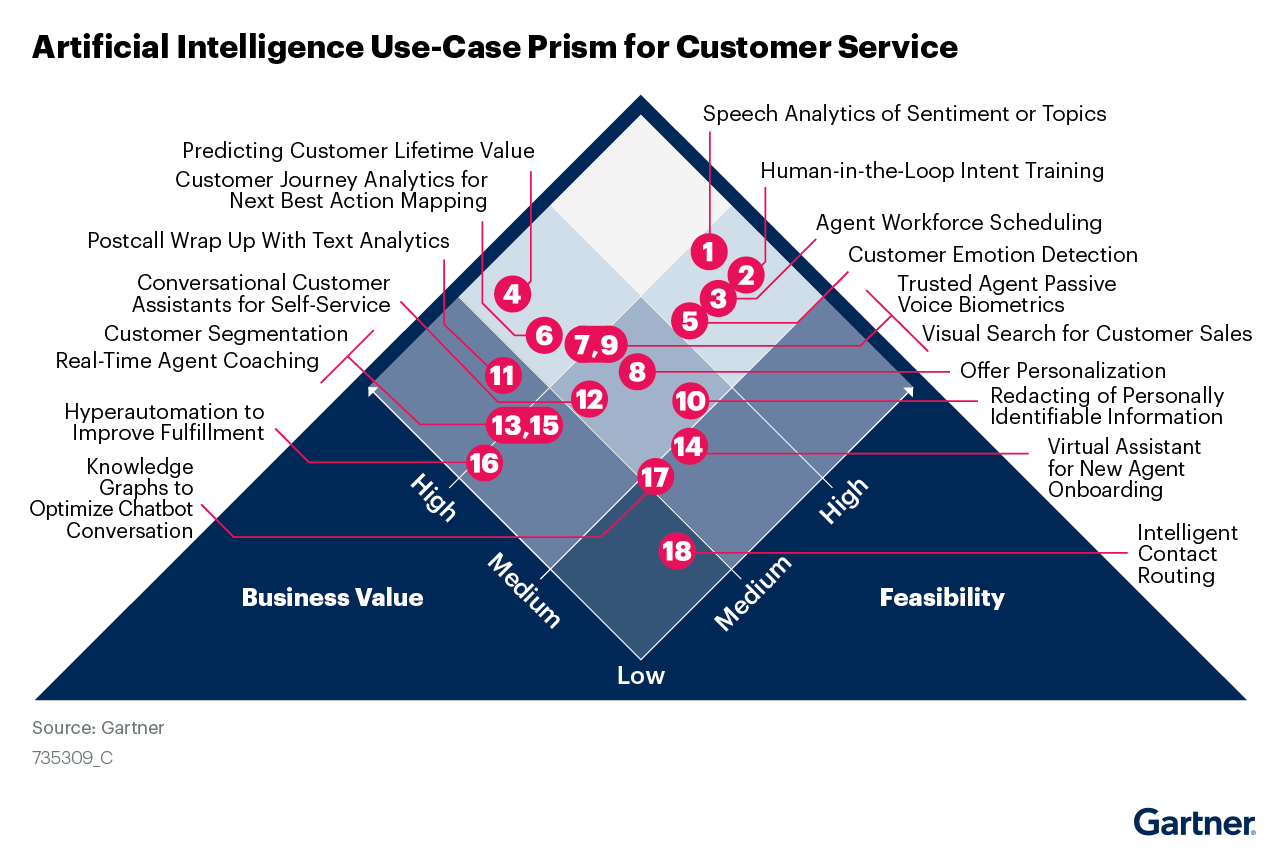 Artificial Intelligence Use-Case Prism for Customer Service
Speech Analytics of Sentiment or Topics
Predicting Customer Lifetime Value
Human-in-the-Loop Intent Training
Customer Journey Analytics for
Next Best Action Mapping
Agent Workforce Scheduling
Postcall Wrap Up With Text Analytics
Customer Emotion Detection
Conversational Customer
Assistants for Self-Service
Trusted Agent Passive
Voice Biometrics
Customer Segmentation
Visual Search for Customer Sales
Real-Time Agent Coaching
Offer Personalization
Redacting of Personally
Identifiable Information
Hyperautomation to
Improve Fulfillment
Virtual Assistant
for New Agent
Onboarding
Knowledge
Graphs to
Optimize Chatbot
Conversation
Intelligent
Contact
Routing
1
2
3
4
5
6
7,9
8
11
12
10
13,15
14
16
17
18
High
High
Medium
Medium
Low
Business Value
Feasibility
Source: Gartner
735309_C
Gartner®